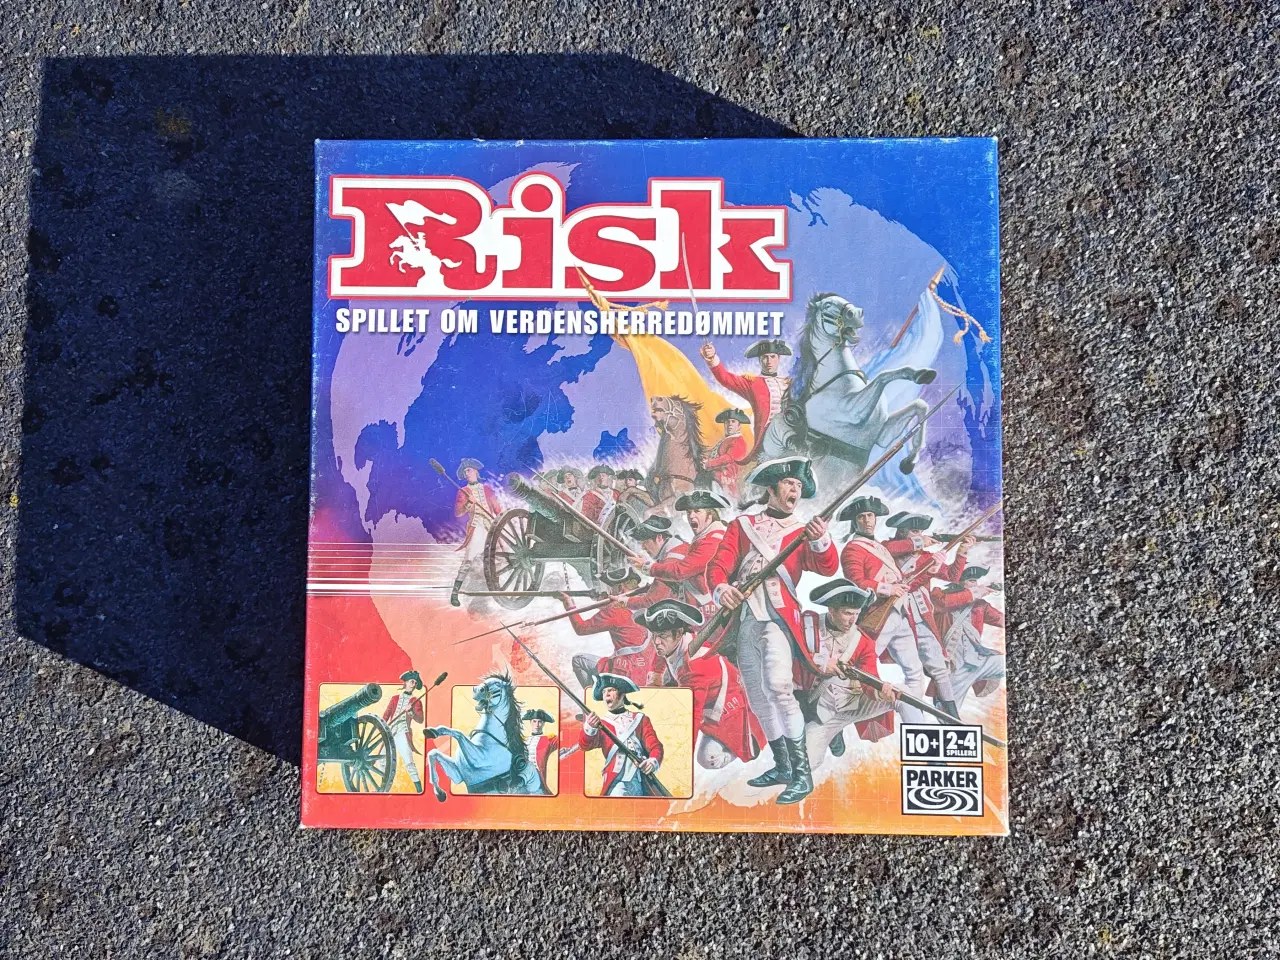 Risk
SPILLET OM VERDENSHERREDØMMET
10+
2-4
SPILLERE
PARKER